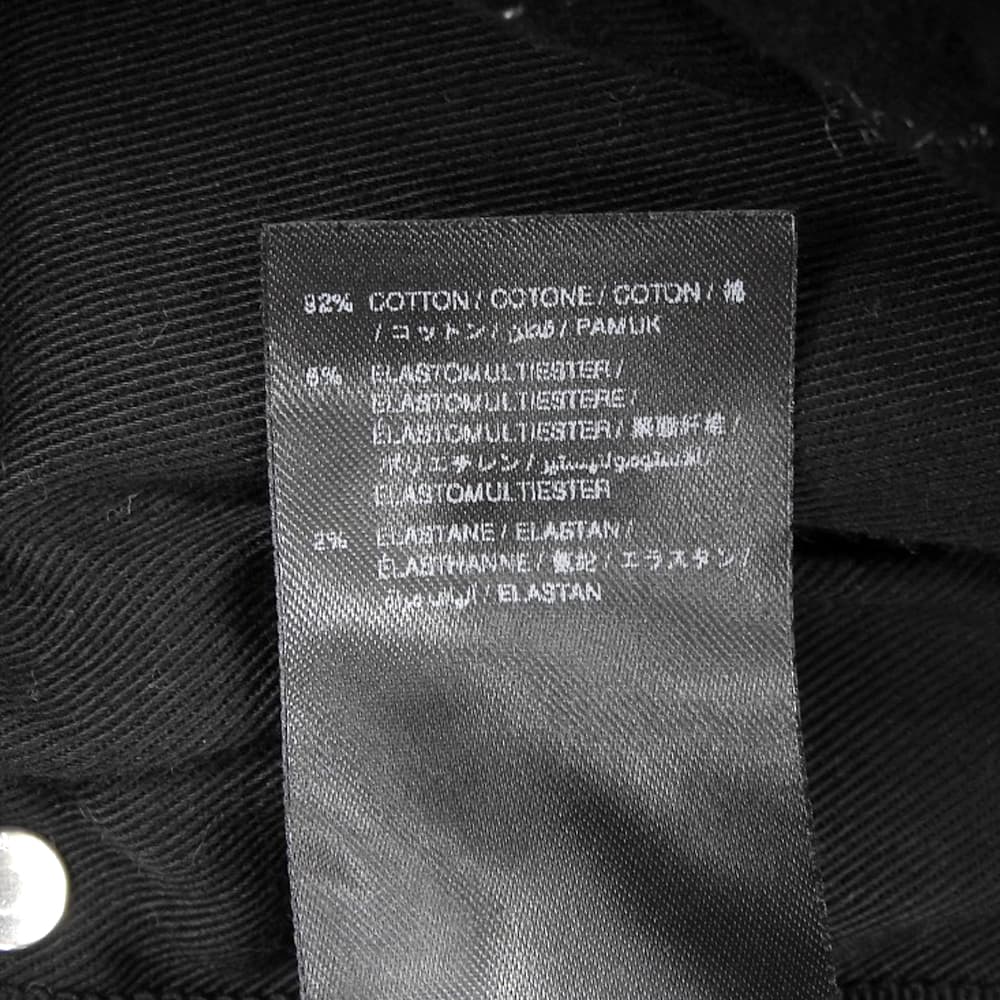 92% COTTON / COTONE / COTON / 棉
/ コットン / قطن / PAMUK
6% ELASTOMULTIESTER /
ELASTOMULTIESTERE /
ELASTOMULTIESTER / 聚酯纤维 /
ポリエチレン /
ELASTOMULTIESTER
2% ELASTANE / ELASTAN /
ELASTHANNE / 氨纶 / エラスタン /
/ ELASTAN